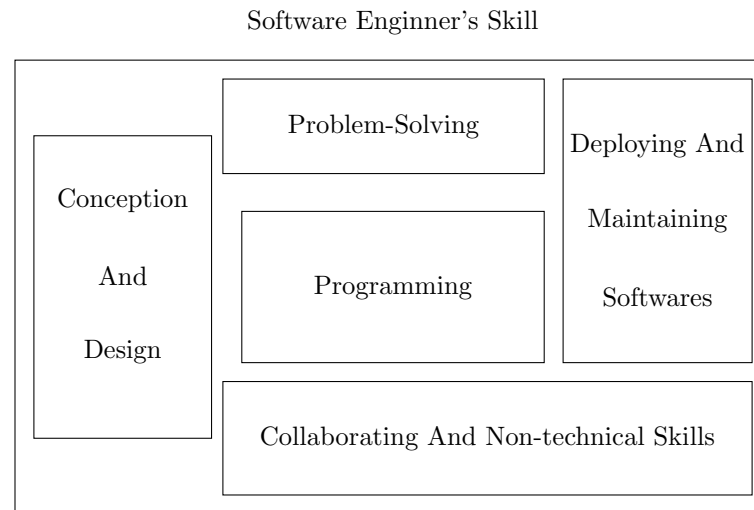 Software Enginner's Skill
Problem-Solving
Deploying And
Maintaining
Softwares
Conception
And
Design
Programming
Collaborating And Non-technical Skills